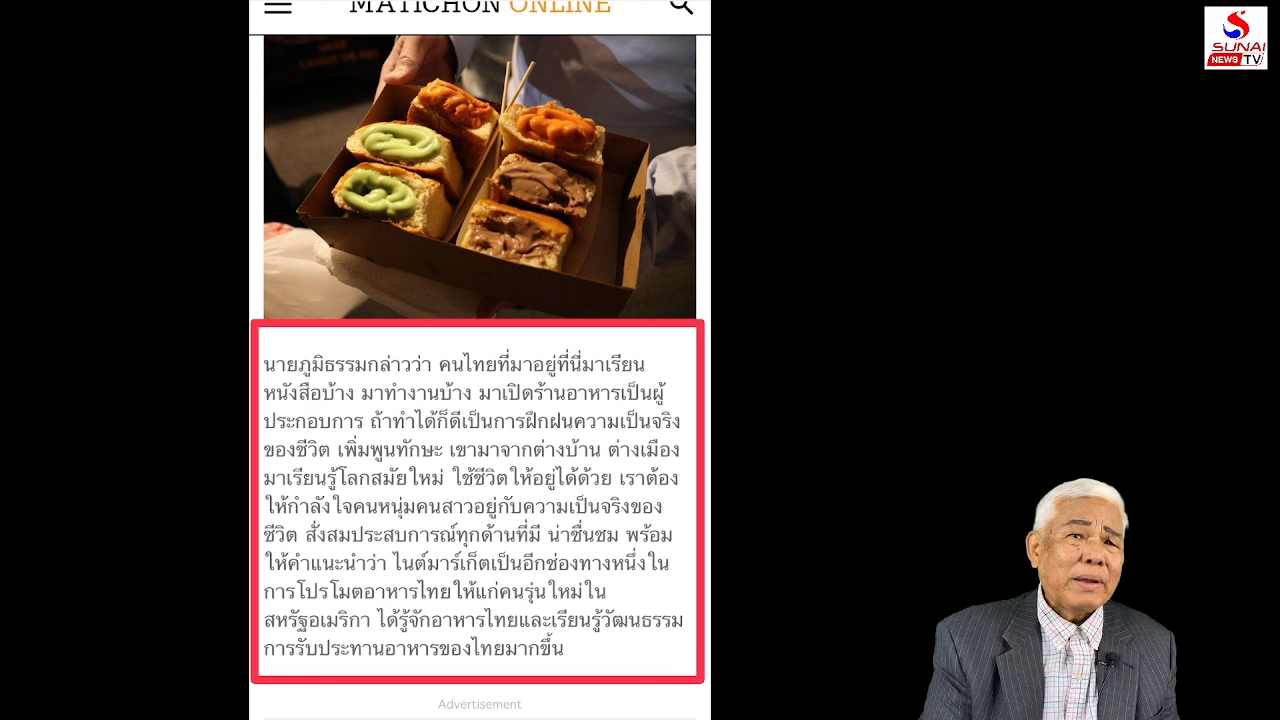 MATICHON ONLINE
SUNAI
NEWS TV
นายภูมิธรรมกล่าวว่า คนไทยที่มาอยู่ที่นี่มาเรียน
หนังสือบ้าง มาทำงานบ้าง มาเปิดร้านอาหารเป็นผู้
ประกอบการ ถ้าทำได้ก็ดีเป็นการฝึกฝนความเป็นจริง
ของชีวิต เพิ่มพูนทักษะ เขามาจากต่างบ้าน ต่างเมือง
มาเรียนรู้โลกสมัยใหม่ ใช้ชีวิตให้อยู่ได้ด้วย เราต้อง
ให้กำลังใจคนหนุ่มคนสาวอยู่กับความเป็นจริงของ
ชีวิต สั่งสมประสบการณ์ทุกด้านที่มี น่าชื่นชม พร้อม
ให้คำแนะนำว่า ไนต์มาร์เก็ตเป็นอีกช่องทางหนึ่งใน
การโปรโมตอาหารไทยให้แก่คนรุ่นใหม่ใน
สหรัฐอเมริกา ได้รู้จักอาหารไทยและเรียนรู้วัฒนธรรม
การรับประทานอาหารของไทยมากขึ้น
Advertisement